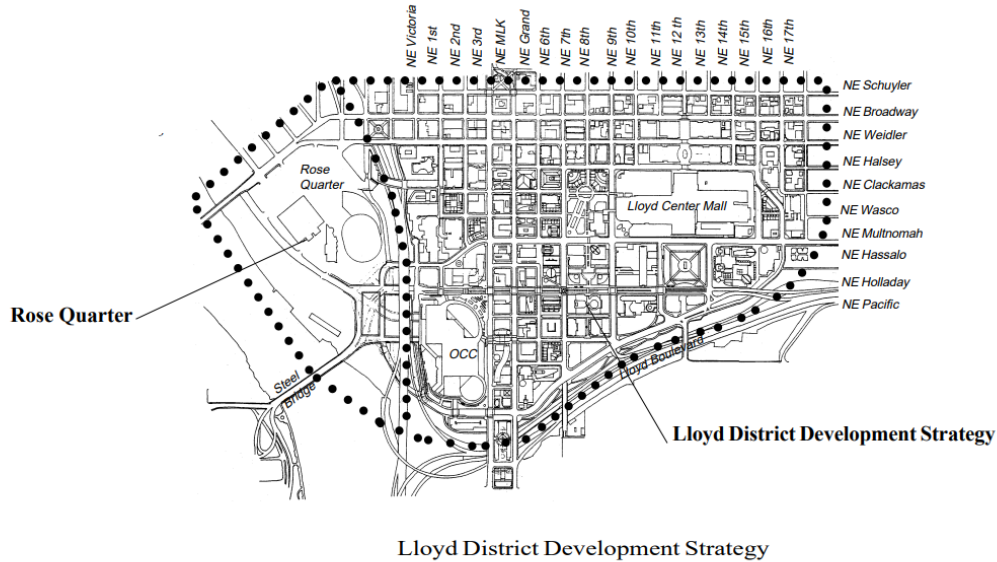 NE Victoria
NE 1st
NE 2nd
NE 3rd
NE MLK
NE Grand
NE 6th
NE 7th
NE 8th
NE 9th
NE 10th
NE 11th
NE 12 th
NE 13th
NE 14th
NE 15th
NE 16th
NE 17th
NE Schuyler
NE Broadway
NE Weidler
NE Halsey
NE Clackamas
NE Wasco
NE Multnomah
NE Hassalo
NE Holladay
NE Pacific
Rose
Quarter
Lloyd Center Mall
Rose Quarter
OCC
Steel
Bridge
Lloyd Boulevard
Lloyd District Development Strategy
Lloyd District Development Strategy